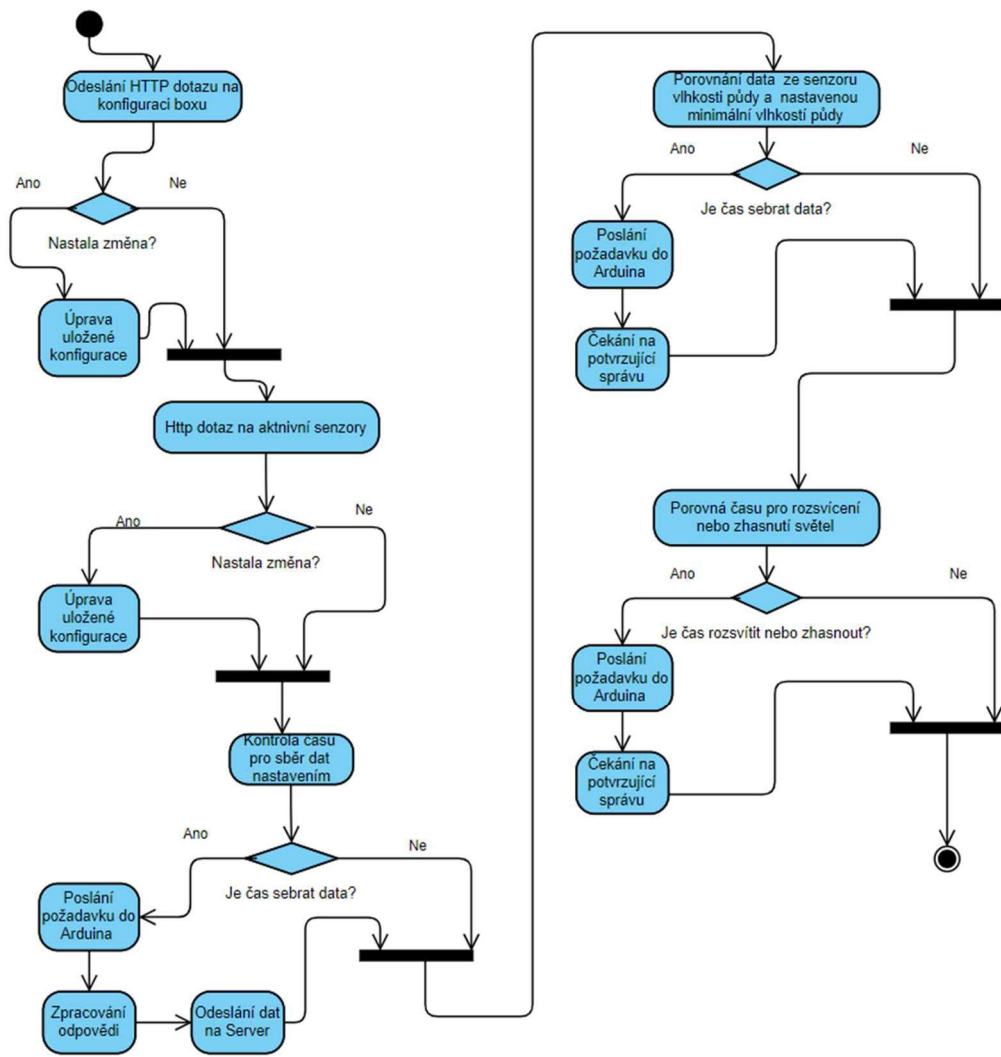 Odeslání HTTP dotazu na
konfiguraci boxu
Ano
Ne
Nastala změna?
Úprava
uložené
konfigurace
Http dotaz na aktnivní senzory
Ano
Ne
Nastala změna?
Úprava
uložené
konfigurace
Kontrola času
pro sběr dat
nastavením
Ano
Ne
Je čas sebrat data?
Poslání
požadavku do
Arduina
Zpracování
odpovědi
Odeslání dat
na Server
Porovnání data ze senzoru
vlhkosti půdy a nastavenou
minimální vlhkostí půdy
Ano
Ne
Je čas sebrat data?
Poslání
požadavku do
Arduina
Čekání na
potvrzující
správu
Porovná času pro rozsvícení
nebo zhasnutí světel
Ano
Ne
Je čas rozsvítit nebo zhasnout?
Poslání
požadavku do
Arduina
Čekání na
potvrzující
správu